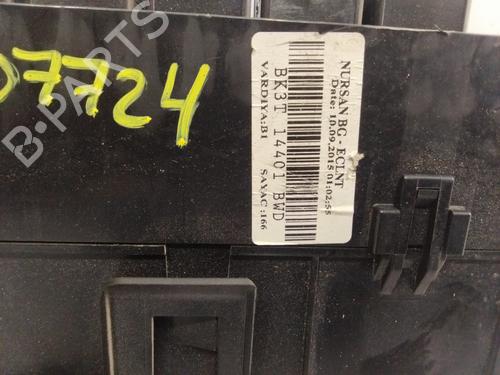 B-PARTS
07724
NURSAN BG - ECLNT
Date: 10.09.2015 01:02:55
BK3T 14401 BWD
VARDIYA:B1 SAYAC :166